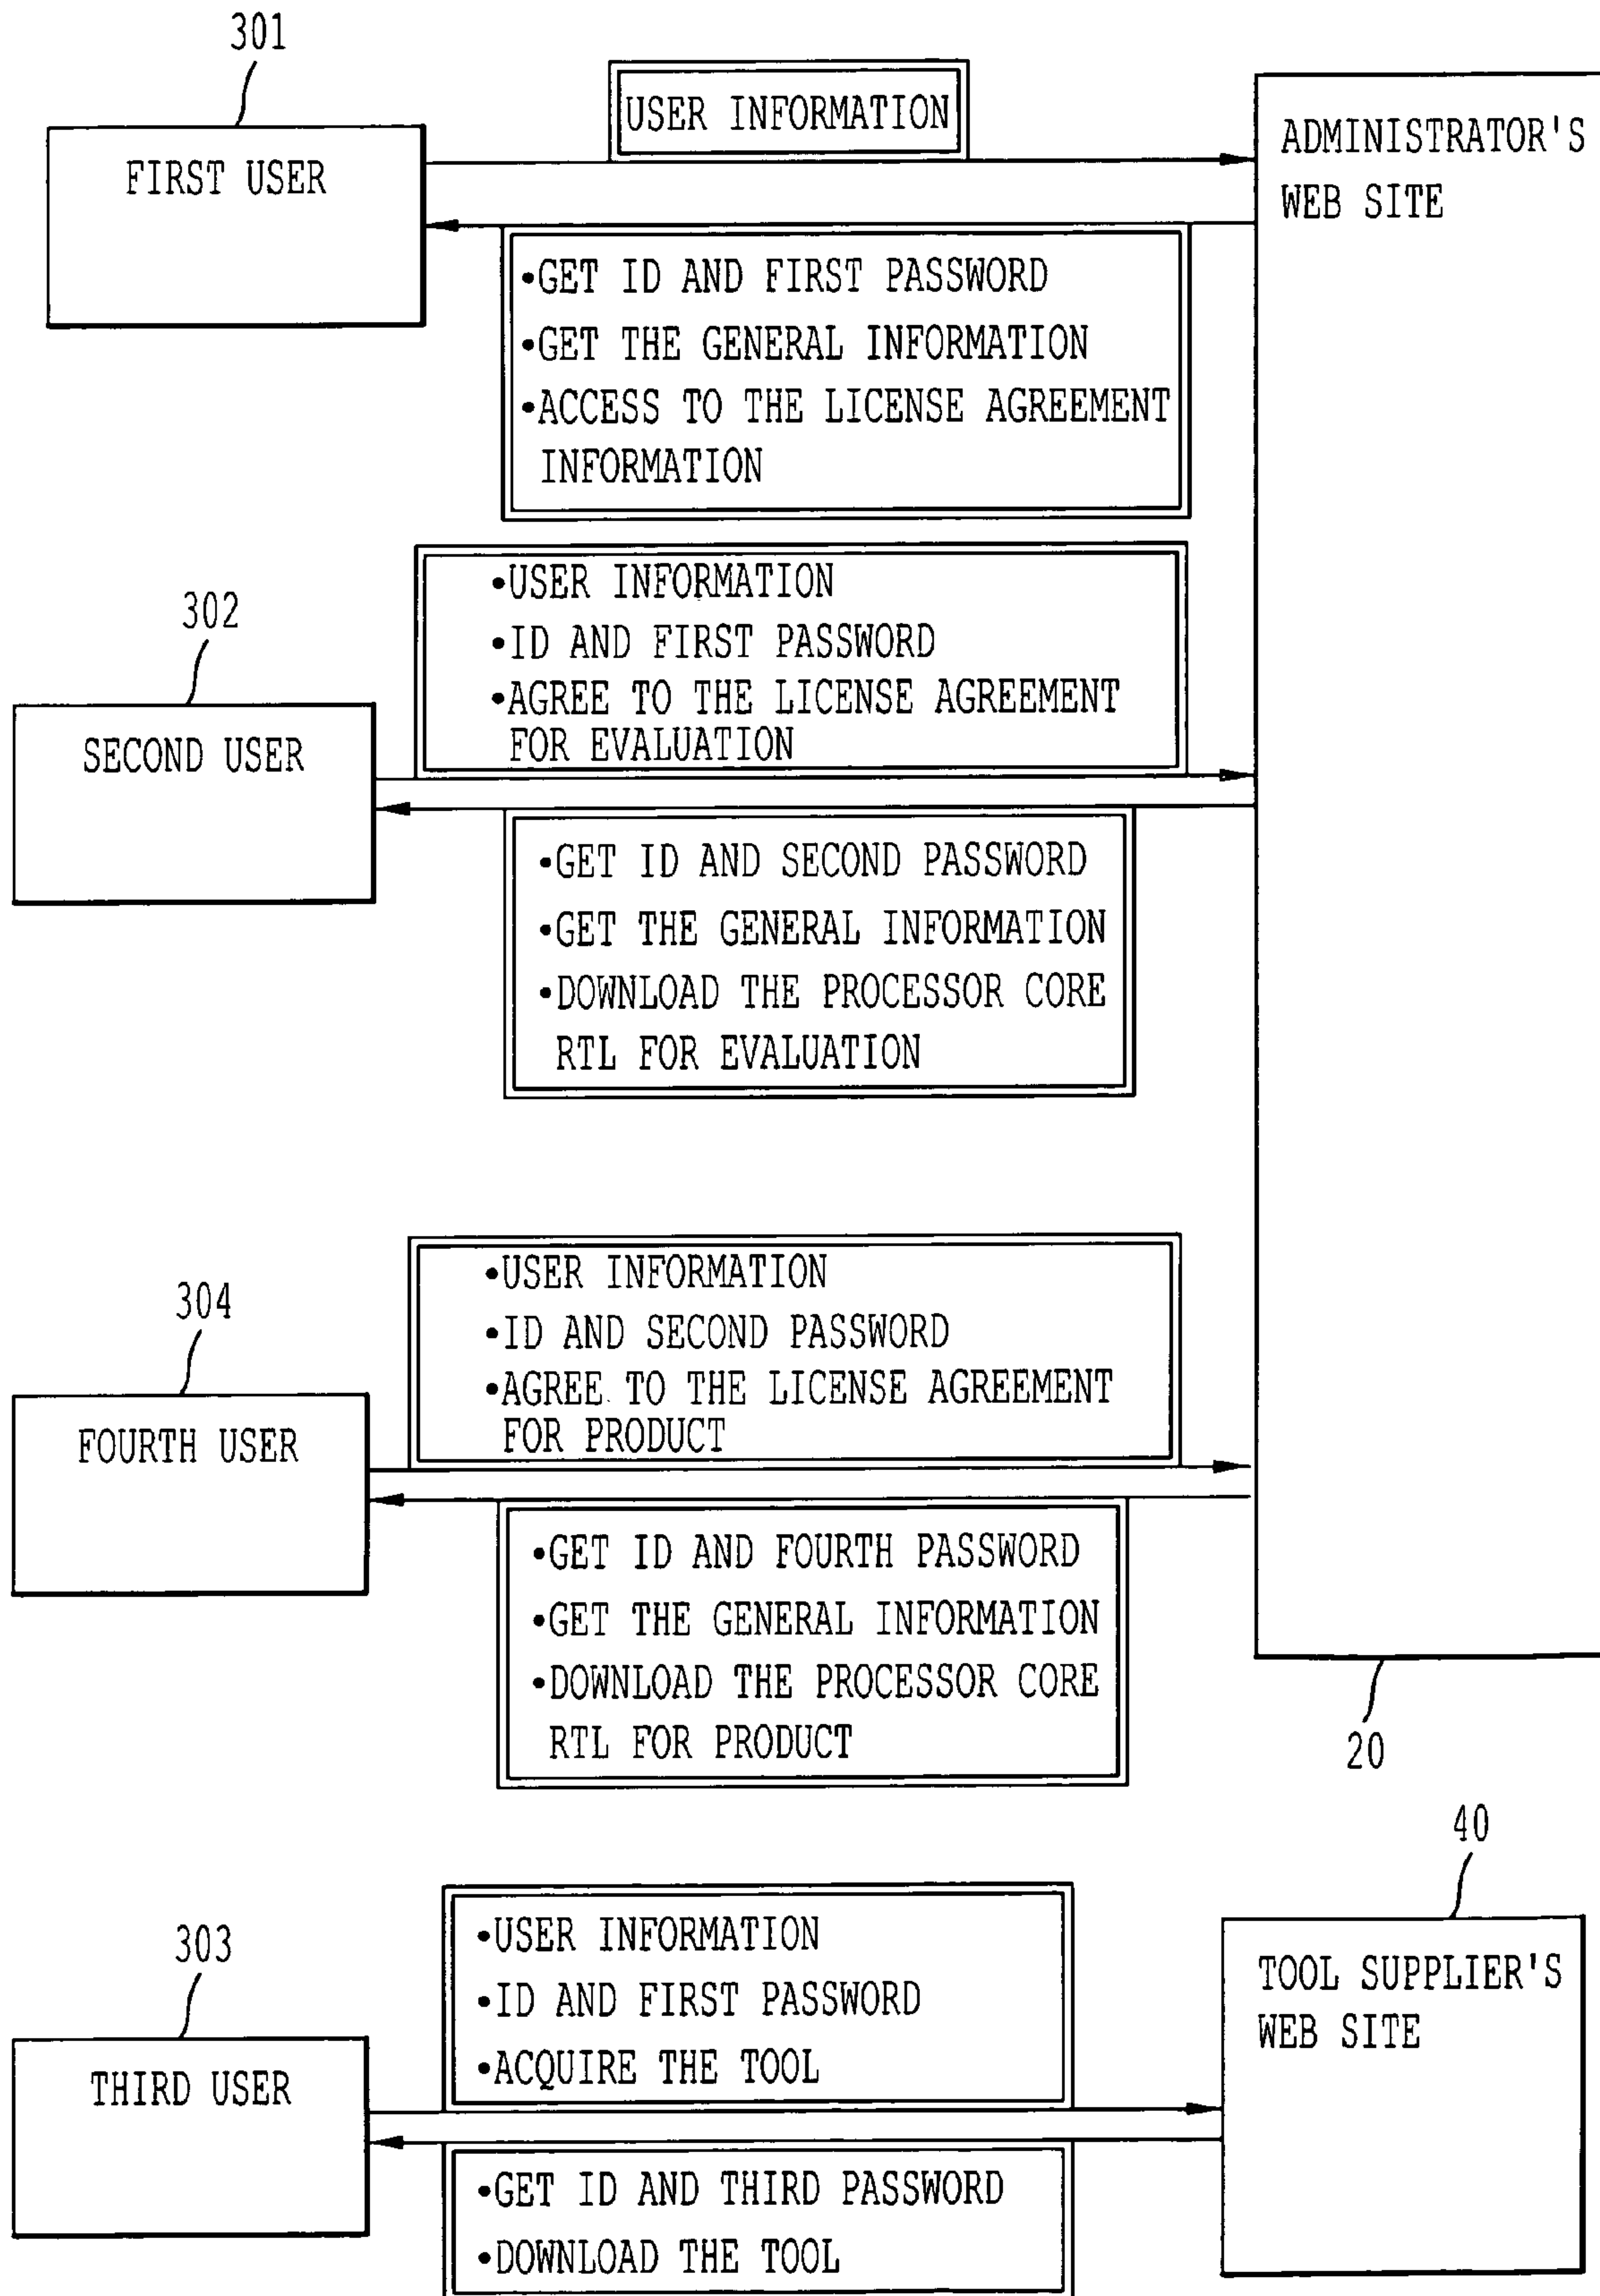 301
USER INFORMATION
FIRST USER
ADMINISTRATOR'S
WEB SITE
•GET ID AND FIRST PASSWORD
•GET THE GENERAL INFORMATION
•ACCESS TO THE LICENSE AGREEMENT
INFORMATION
302
•USER INFORMATION
•ID AND FIRST PASSWORD
•AGREE TO THE LICENSE AGREEMENT
FOR EVALUATION
SECOND USER
•GET ID AND SECOND PASSWORD
•GET THE GENERAL INFORMATION
•DOWNLOAD THE PROCESSOR CORE
RTL FOR EVALUATION
304
•USER INFORMATION
•ID AND SECOND PASSWORD
•AGREE TO THE LICENSE AGREEMENT
FOR PRODUCT
FOURTH USER
•GET ID AND FOURTH PASSWORD
•GET THE GENERAL INFORMATION
•DOWNLOAD THE PROCESSOR CORE
RTL FOR PRODUCT
20
40
303
•USER INFORMATION
•ID AND FIRST PASSWORD
•ACQUIRE THE TOOL
THIRD USER
TOOL SUPPLIER'S
WEB SITE
•GET ID AND THIRD PASSWORD
•DOWNLOAD THE TOOL